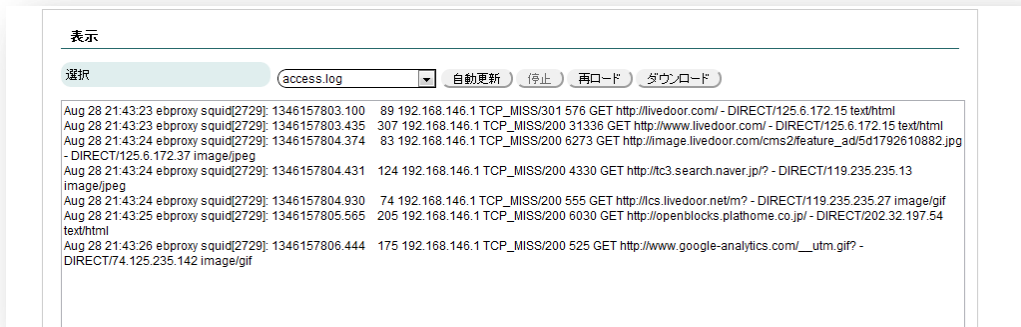 表示
選択 access.log 自動更新 停止 再ロード ダウンロード
Aug 28 21:43:23 ebproxy squid[2729]: 1346157803.100 89 192.168.146.1 TCP_MISS/301 576 GET http://livedoor.com/ - DIRECT/125.6.172.15 text/html
Aug 28 21:43:23 ebproxy squid[2729]: 1346157803.435 307 192.168.146.1 TCP_MISS/200 31336 GET http://www.livedoor.com/ - DIRECT/125.6.172.15 text/html
Aug 28 21:43:24 ebproxy squid[2729]: 1346157804.374 83 192.168.146.1 TCP_MISS/200 6273 GET http://image.livedoor.com/cms2/feature_ad/5d1792610882.jpg
- DIRECT/125.6.172.37 image/jpeg
Aug 28 21:43:24 ebproxy squid[2729]: 1346157804.431 124 192.168.146.1 TCP_MISS/200 4330 GET http://tc3.search.naver.jp/? - DIRECT/119.235.235.13
image/jpeg
Aug 28 21:43:24 ebproxy squid[2729]: 1346157804.930 74 192.168.146.1 TCP_MISS/200 555 GET http://lcs.livedoor.net/m? - DIRECT/119.235.235.27 image/gif
Aug 28 21:43:25 ebproxy squid[2729]: 1346157805.565 205 192.168.146.1 TCP_MISS/200 6030 GET http://openblocks.plathome.co.jp/ - DIRECT/202.32.197.54
text/html
Aug 28 21:43:26 ebproxy squid[2729]: 1346157806.444 175 192.168.146.1 TCP_MISS/200 525 GET http://www.google-analytics.com/__utm.gif? -
DIRECT/74.125.235.142 image/gif